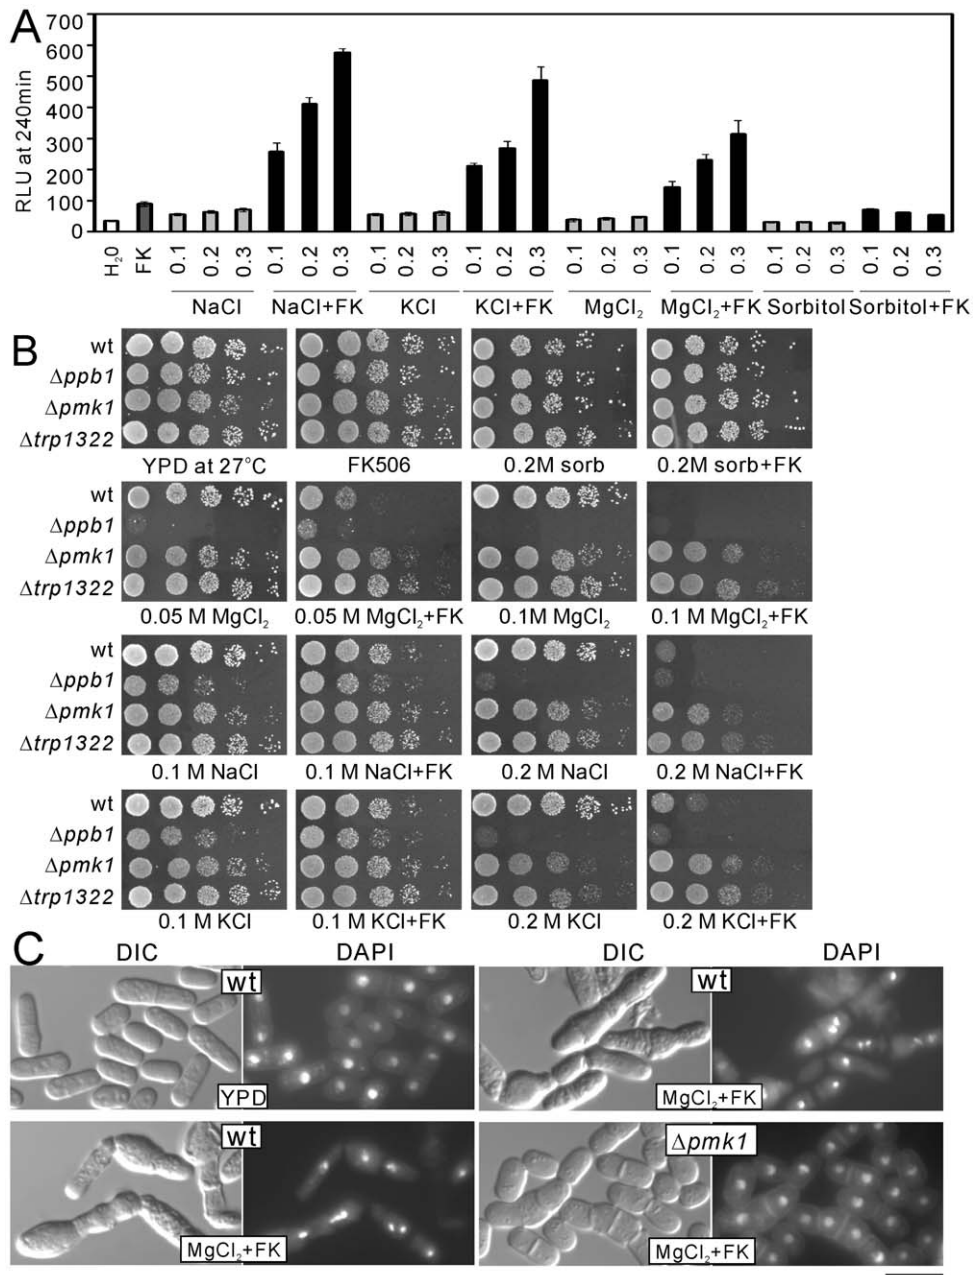 A
RLU at 240min
700
600
500
400
300
200
100
0
H₂0 FK 0.1 0.2 0.3 0.1 0.2 0.3 0.1 0.2 0.3 0.1 0.2 0.3 0.1 0.2 0.3 0.1 0.2 0.3 0.1 0.2 0.3 0.1 0.2 0.3
NaCl NaCl+FK KCl KCl+FK MgCl₂ MgCl₂+FK Sorbitol Sorbitol+FK
B
wt
Δppb1
Δpmk1
Δtrp1322
YPD at 27°C FK506 0.2M sorb 0.2M sorb+FK
wt
Δppb1
Δpmk1
Δtrp1322
0.05 M MgCl₂ 0.05 M MgCl₂+FK 0.1M MgCl₂ 0.1 M MgCl₂+FK
wt
Δppb1
Δpmk1
Δtrp1322
0.1 M NaCl 0.1 M NaCl+FK 0.2 M NaCl 0.2 M NaCl+FK
wt
Δppb1
Δpmk1
Δtrp1322
0.1 M KCl 0.1 M KCl+FK 0.2 M KCl 0.2 M KCl+FK
C
DIC DAPI DIC DAPI
wt wt
YPD MgCl₂+FK
wt Δpmk1
MgCl₂+FK MgCl₂+FK